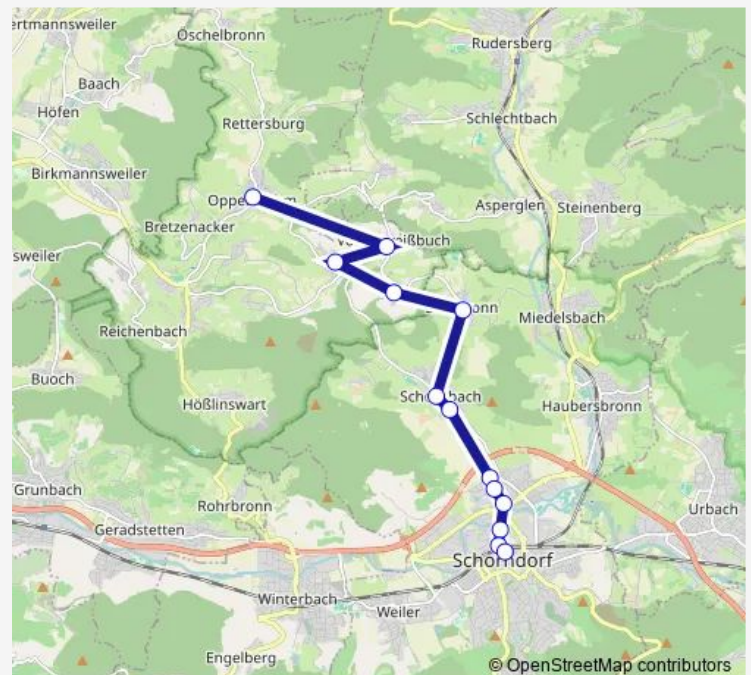 ertmannsweiler
Öschelbronn
Rudersberg
Baach
Höfen
Schlechtbach
Rettersburg
Birkmannsweiler
Asperglen
Steinenberg
Bretzenacker
sweiler
Miedelsbach
Reichenbach
Buoch
Hößlinswart
Haubersbronn
Grunbach
Rohrbronn
Urbach
Geradstetten
Schorndorf
Winterbach
Weiler
Engelberg
© OpenStreetMap contributors